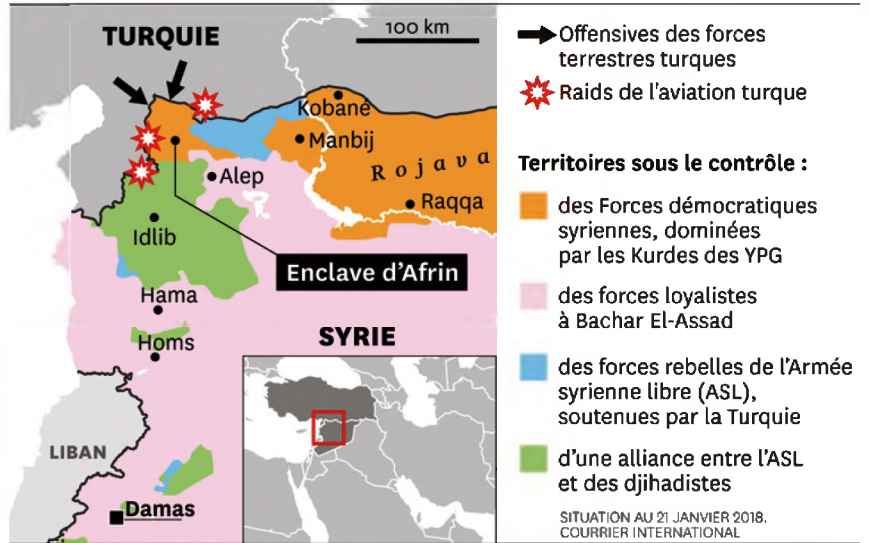 TURQUIE
100 km
Kobané
Manbij
Rojava
Alep
Raqqa
Idlib
Enclave d'Afrin
Hama
SYRIE
Homs
LIBAN
Damas
Offensives des forces
terrestres turques
Raids de l'aviation turque
Territoires sous le contrôle :
des Forces démocratiques
syriennes, dominées
par les Kurdes des YPG
des forces loyalistes
à Bachar El-Assad
des forces rebelles de l'Armée
syrienne libre (ASL),
soutenues par la Turquie
d'une alliance entre l'ASL
et des djihadistes
SITUATION AU 21 JANVIER 2018.
COURRIER INTERNATIONAL